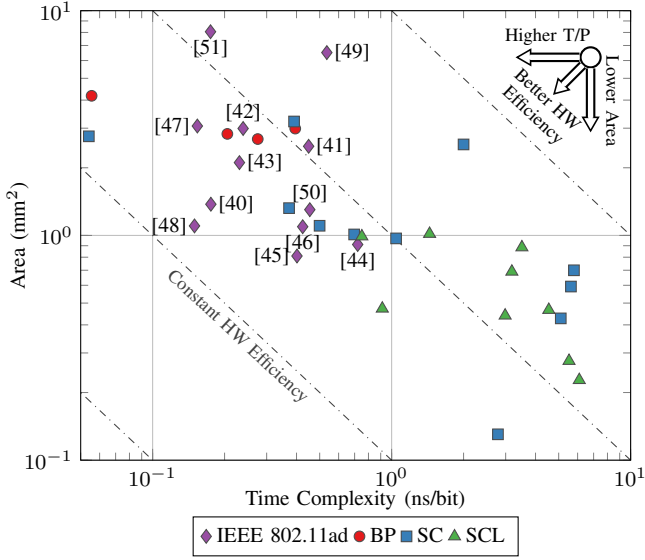 10^1
10^0
10^-1
Area (mm^2)
[51]
[49]
Higher T/P
Lower Area
Better HW
Efficiency
[47]
[42]
[41]
[43]
[50]
[40]
[48]
[46]
[45]
[44]
Constant HW Efficiency
10^-1
10^0
10^1
Time Complexity (ns/bit)
IEEE 802.11ad BP SC SCL